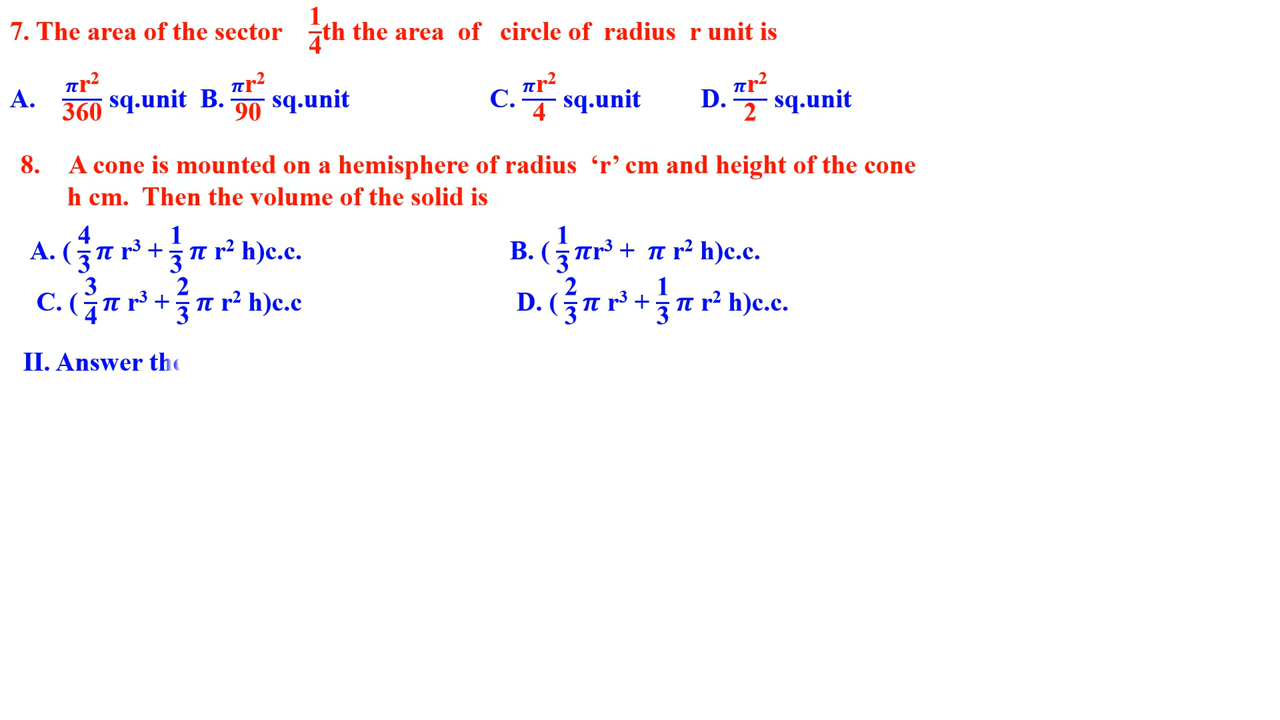 7. The area of the sector 1/4th the area of circle of radius r unit is
A. πr²/360 sq.unit B. πr²/90 sq.unit C. πr²/4 sq.unit D. πr²/2 sq.unit
8. A cone is mounted on a hemisphere of radius ‘r’ cm and height of the cone
h cm. Then the volume of the solid is
A. ( 4/3 π r³ + 1/3 π r² h)c.c. B. ( 1/3 πr³ + π r² h)c.c.
C. ( 3/4 π r³ + 2/3 π r² h)c.c D. ( 2/3 π r³ + 1/3 π r² h)c.c.
II. Answer